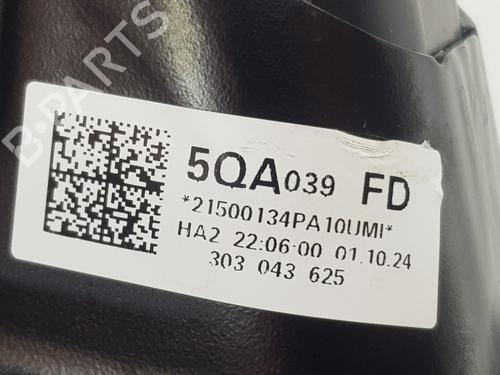 5QA039 FD
*21500134PA10UMI*
HA2 22:06:00 01.10.24
303 043 625
B-PARTS